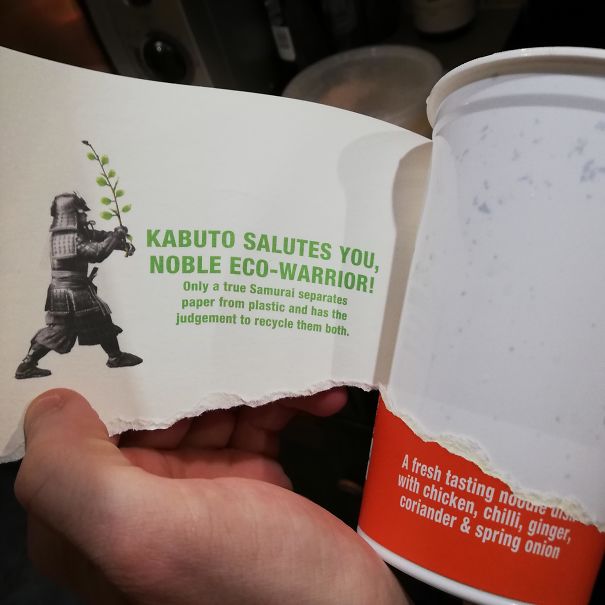 KABUTO SALUTES YOU,
NOBLE ECO-WARRIOR!
Only a true Samurai separates
paper from plastic and has the
judgement to recycle them both.
A fresh tasting noodle
with chicken, chilli, ginger,
coriander & spring onion